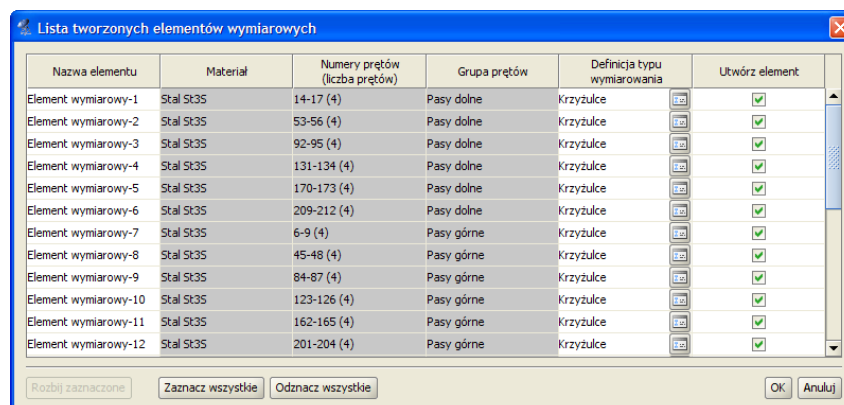 Lista tworzonych elementów wymiarowych
Nazwa elementu Materiał Numery prętów (liczba prętów) Grupa prętów Definicja typu wymiarowania Utwórz element
Element wymiarowy-1 Stal St3S 14-17 (4) Pasy dolne Krzyżulce
Element wymiarowy-2 Stal St3S 53-56 (4) Pasy dolne Krzyżulce
Element wymiarowy-3 Stal St3S 92-95 (4) Pasy dolne Krzyżulce
Element wymiarowy-4 Stal St3S 131-134 (4) Pasy dolne Krzyżulce
Element wymiarowy-5 Stal St3S 170-173 (4) Pasy dolne Krzyżulce
Element wymiarowy-6 Stal St3S 209-212 (4) Pasy dolne Krzyżulce
Element wymiarowy-7 Stal St3S 6-9 (4) Pasy górne Krzyżulce
Element wymiarowy-8 Stal St3S 45-48 (4) Pasy górne Krzyżulce
Element wymiarowy-9 Stal St3S 84-87 (4) Pasy górne Krzyżulce
Element wymiarowy-10 Stal St3S 123-126 (4) Pasy górne Krzyżulce
Element wymiarowy-11 Stal St3S 162-165 (4) Pasy górne Krzyżulce
Element wymiarowy-12 Stal St3S 201-204 (4) Pasy górne Krzyżulce
Rozbij zaznaczone Zaznacz wszystkie Odznacz wszystkie OK Anuluj